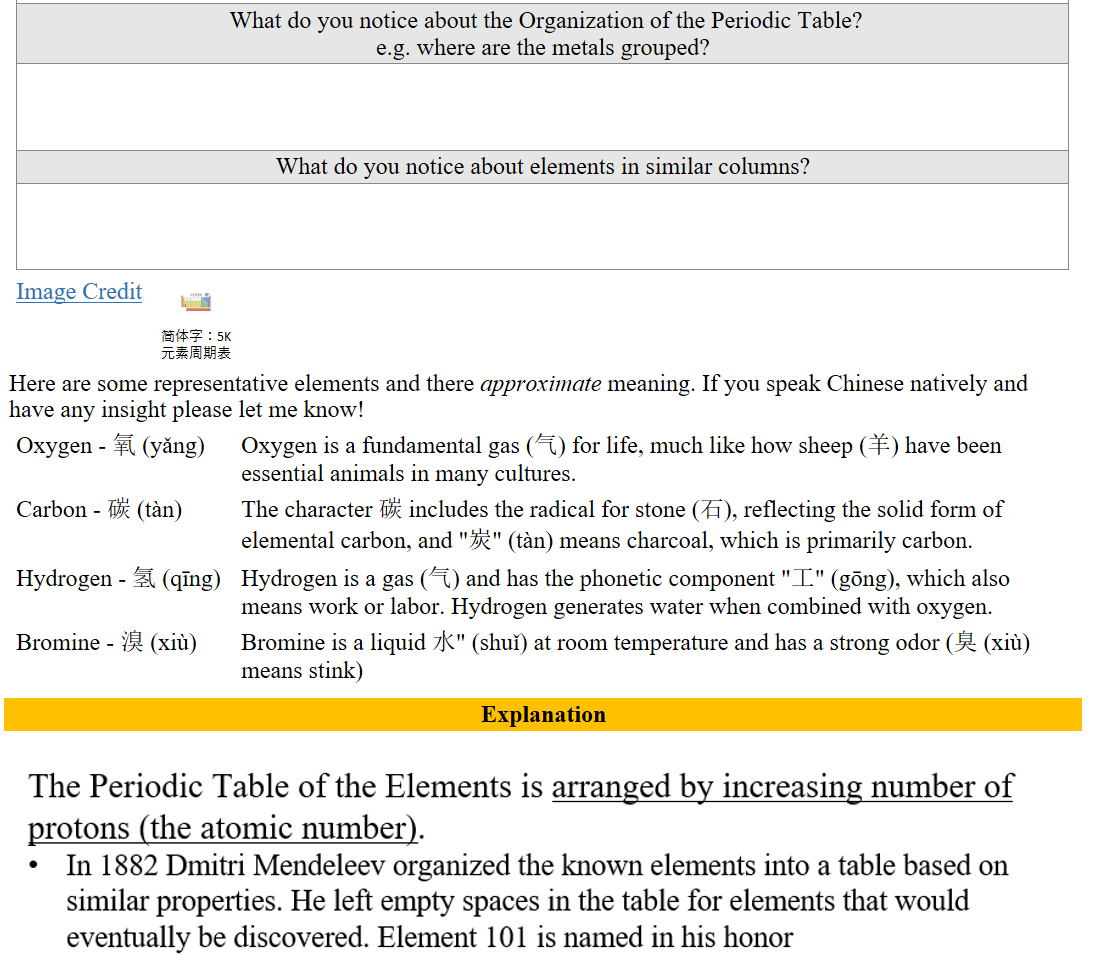 What do you notice about the Organization of the Periodic Table?
e.g. where are the metals grouped?
What do you notice about elements in similar columns?
Image Credit
简体字：5K
元素周期表
Here are some representative elements and there approximate meaning. If you speak Chinese natively and
have any insight please let me know!
Oxygen - 氧 (yǎng) Oxygen is a fundamental gas (气) for life, much like how sheep (羊) have been
essential animals in many cultures.
Carbon - 碳 (tàn) The character 碳 includes the radical for stone (石), reflecting the solid form of
elemental carbon, and "炭" (tàn) means charcoal, which is primarily carbon.
Hydrogen - 氢 (qīng) Hydrogen is a gas (气) and has the phonetic component "工" (gōng), which also
means work or labor. Hydrogen generates water when combined with oxygen.
Bromine - 溴 (xiù) Bromine is a liquid 水" (shuǐ) at room temperature and has a strong odor (臭 (xiù)
means stink)
Explanation
The Periodic Table of the Elements is arranged by increasing number of
protons (the atomic number).
• In 1882 Dmitri Mendeleev organized the known elements into a table based on
similar properties. He left empty spaces in the table for elements that would
eventually be discovered. Element 101 is named in his honor